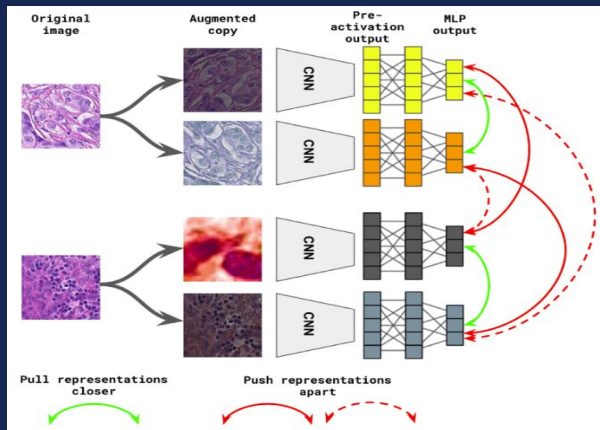 Original
image
Augmented
copy
Pre-
activation
output
MLP
output
CNN
CNN
CNN
CNN
Pull representations
closer
Push representations
apart